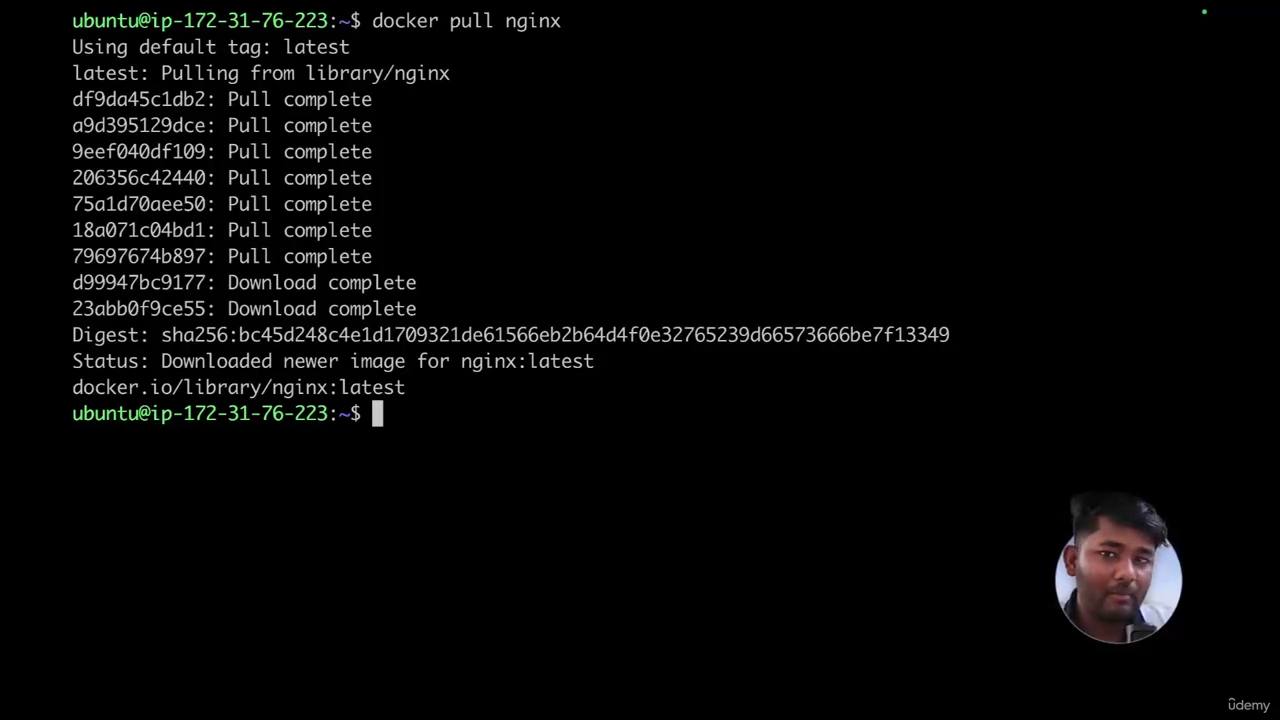 ubuntu@ip-172-31-76-223:~$ docker pull nginx
Using default tag: latest
latest: Pulling from library/nginx
df9da45c1db2: Pull complete
a9d395129dce: Pull complete
9eef040df109: Pull complete
206356c42440: Pull complete
75a1d70aee50: Pull complete
18a071c04bd1: Pull complete
79697674b897: Pull complete
d99947bc9177: Download complete
23abb0f9ce55: Download complete
Digest: sha256:bc45d248c4e1d1709321de61566eb2b64d4f0e32765239d66573666be7f13349
Status: Downloaded newer image for nginx:latest
docker.io/library/nginx:latest
ubuntu@ip-172-31-76-223:~$
ûdemy